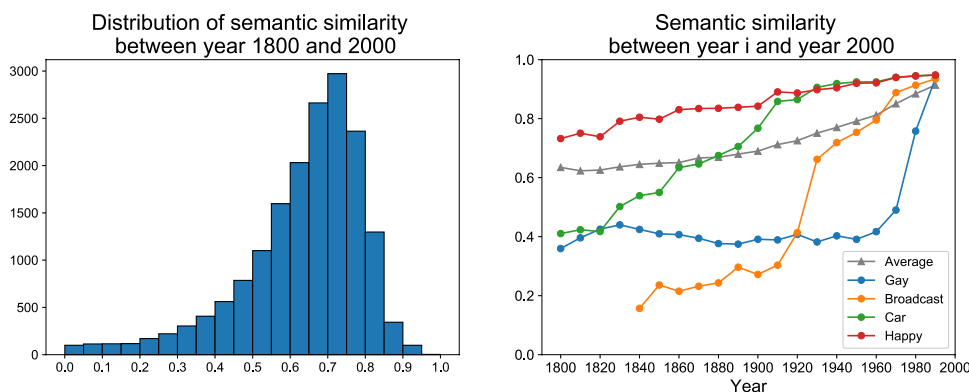 Distribution of semantic similarity
between year 1800 and 2000
3000
2500
2000
1500
1000
500
0
0.0 0.1 0.2 0.3 0.4 0.5 0.6 0.7 0.8 0.9 1.0
Semantic similarity
between year i and year 2000
1.0
0.8
0.6
0.4
0.2
0.0
Average
Gay
Broadcast
Car
Happy
1800 1820 1840 1860 1880 1900 1920 1940 1960 1980 2000
Year